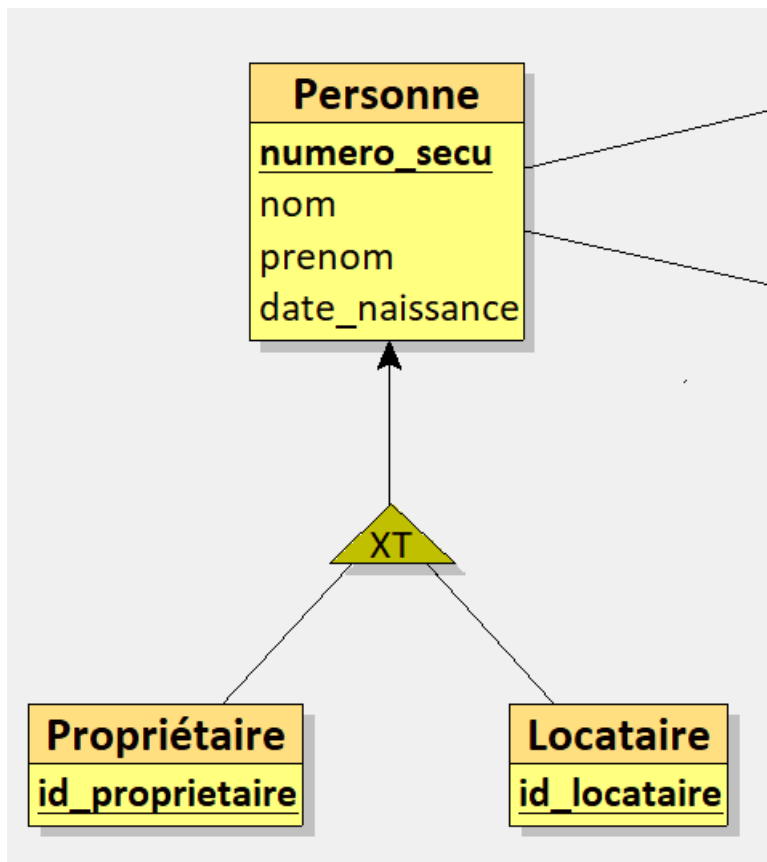 Personne
numero_secu
nom
prenom
date_naissance
XT
Propriétaire
id_proprietaire
Locataire
id_locataire